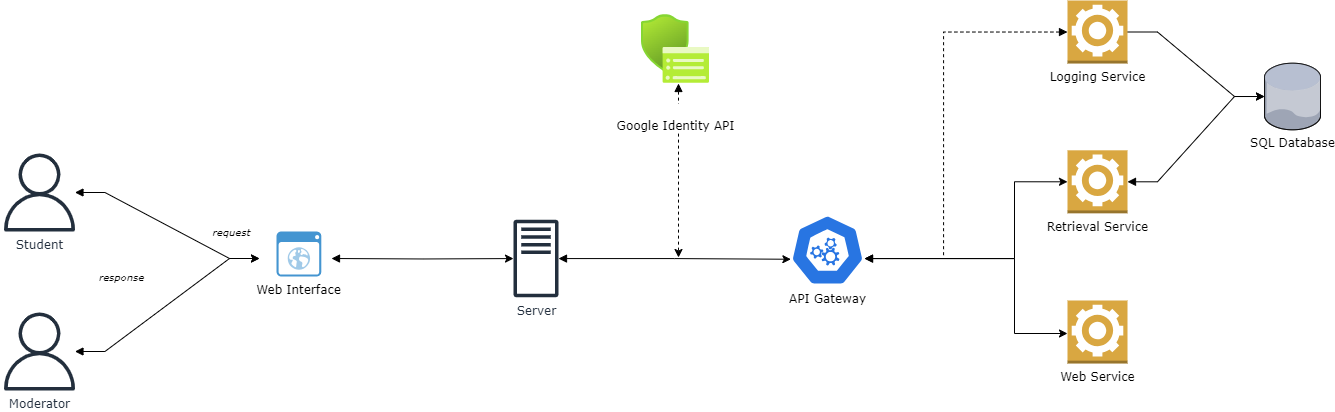 Logging Service
Google Identity API
SQL Database
Retrieval Service
request
Student
response
Web Interface
API Gateway
Server
Web Service
Moderator